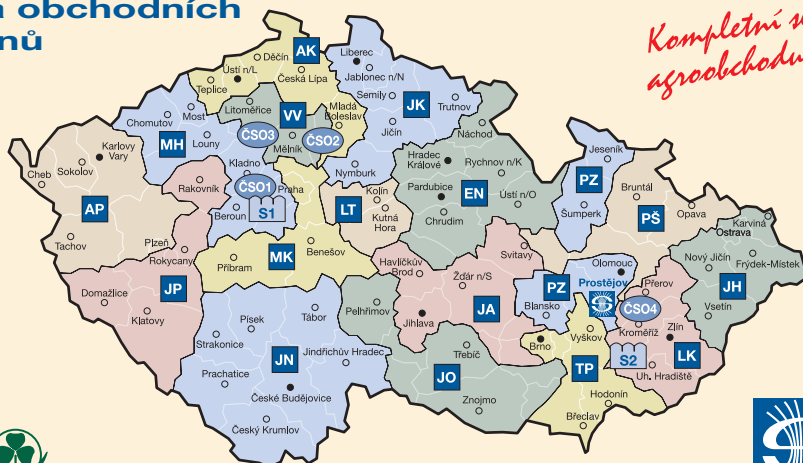 obchodních
Kompletní
agroobchodu
Děčín
AK
Liberec
Ústí n/L
Česká Lípa
Jablonec n/N
Teplice
Semily
JK
Trutnov
Most
Litoměřice
VV
Mladá
Boleslav
Chomutov
Jičín
Náchod
MH
Louny
ČSO3
ČSO2
Mělník
Jeseník
Karlovy
Vary
Kladno
Hradec
Králové
Rychnov n/K
Cheb
Sokolov
Rakovník
ČSO1
Praha
Nymburk
PZ
Bruntál
AP
Kolín
Pardubice
EN
Ústí n/O
Beroun
S1
LT
Kutná
Hora
Chrudim
Šumperk
PŠ
Opava
Karviná
Ostrava
Tachov
Plzeň
Rokycany
MK
Benešov
Havlíčkův
Brod
Svitavy
Olomouc
Nový Jičín
Frýdek-Místek
Příbram
Žďár n/S
PZ
Prostějov
Přerov
JH
Domažlice
JP
Blansko
ČSO4
Vsetín
Klatovy
Písek
Tábor
Pelhřimov
Jihlava
JA
Kroměříž
Zlín
Strakonice
Vyškov
Brno
S2
LK
JN
Jindřichův Hradec
Třebíč
TP
Uh. Hradiště
Prachatice
JO
České Budějovice
Znojmo
Hodonín
Břeclav
Český Krumlov